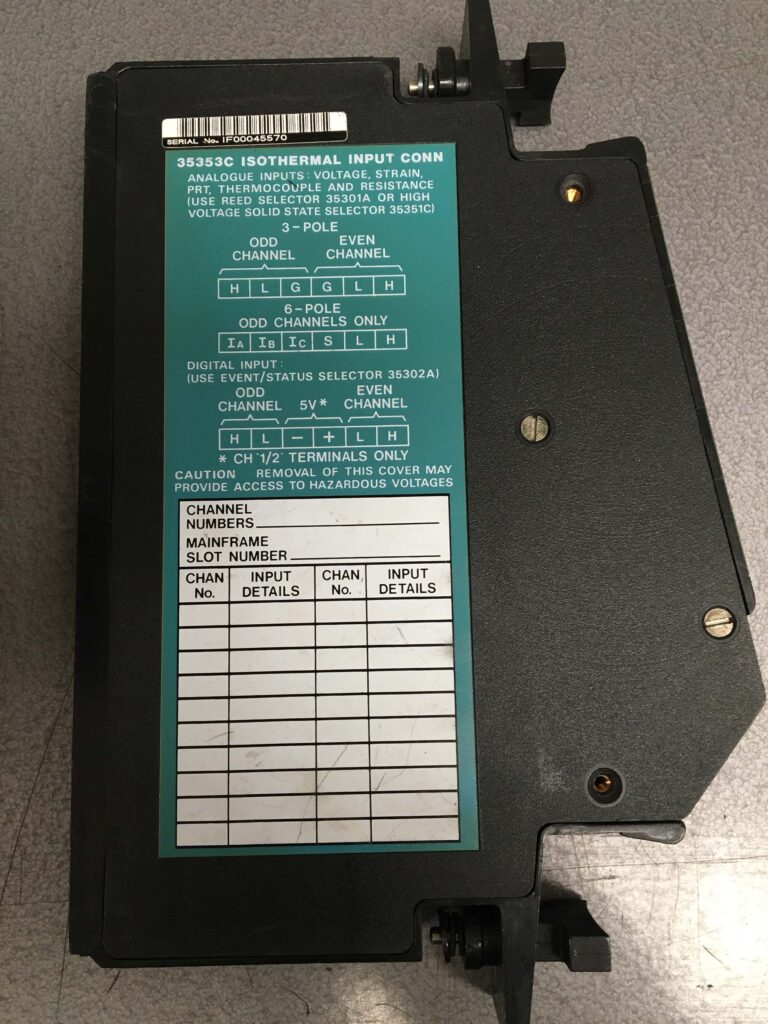 SERIAL No. IF00045570
35353C ISOTHERMAL INPUT CONN
ANALOGUE INPUTS: VOLTAGE, STRAIN,
PRT, THERMOCOUPLE AND RESISTANCE
(USE REED SELECTOR 35301A OR HIGH
VOLTAGE SOLID STATE SELECTOR 35351C)
3-POLE
ODD CHANNEL EVEN CHANNEL
H L G G L H
6-POLE
ODD CHANNELS ONLY
IA IB IC S L H
DIGITAL INPUT:
(USE EVENT/STATUS SELECTOR 35302A)
ODD CHANNEL 5V* EVEN CHANNEL
H L − + L H
* CH '1/2' TERMINALS ONLY
CAUTION REMOVAL OF THIS COVER MAY
PROVIDE ACCESS TO HAZARDOUS VOLTAGES
CHANNEL
NUMBERS
MAINFRAME
SLOT NUMBER
CHAN No. INPUT DETAILS CHAN No. INPUT DETAILS